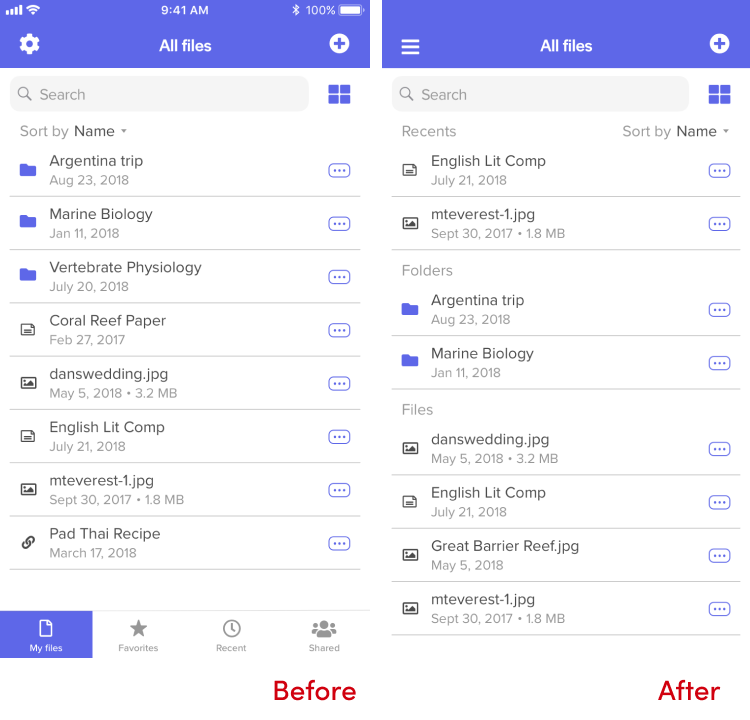 9:41 AM 100%
All files
Search
Sort by Name
Argentina trip
Aug 23, 2018
Marine Biology
Jan 11, 2018
Vertebrate Physiology
July 20, 2018
Coral Reef Paper
Feb 27, 2017
danswedding.jpg
May 5, 2018 • 3.2 MB
English Lit Comp
July 21, 2018
mteverest-1.jpg
Sept 30, 2017 • 1.8 MB
Pad Thai Recipe
March 17, 2018
My files Favorites Recent Shared
Before
All files
Search
Recents Sort by Name
English Lit Comp
July 21, 2018
mteverest-1.jpg
Sept 30, 2017 • 1.8 MB
Folders
Argentina trip
Aug 23, 2018
Marine Biology
Jan 11, 2018
Files
danswedding.jpg
May 5, 2018 • 3.2 MB
English Lit Comp
July 21, 2018
Great Barrier Reef.jpg
May 5, 2018
mteverest-1.jpg
Sept 30, 2017 • 1.8 MB
After